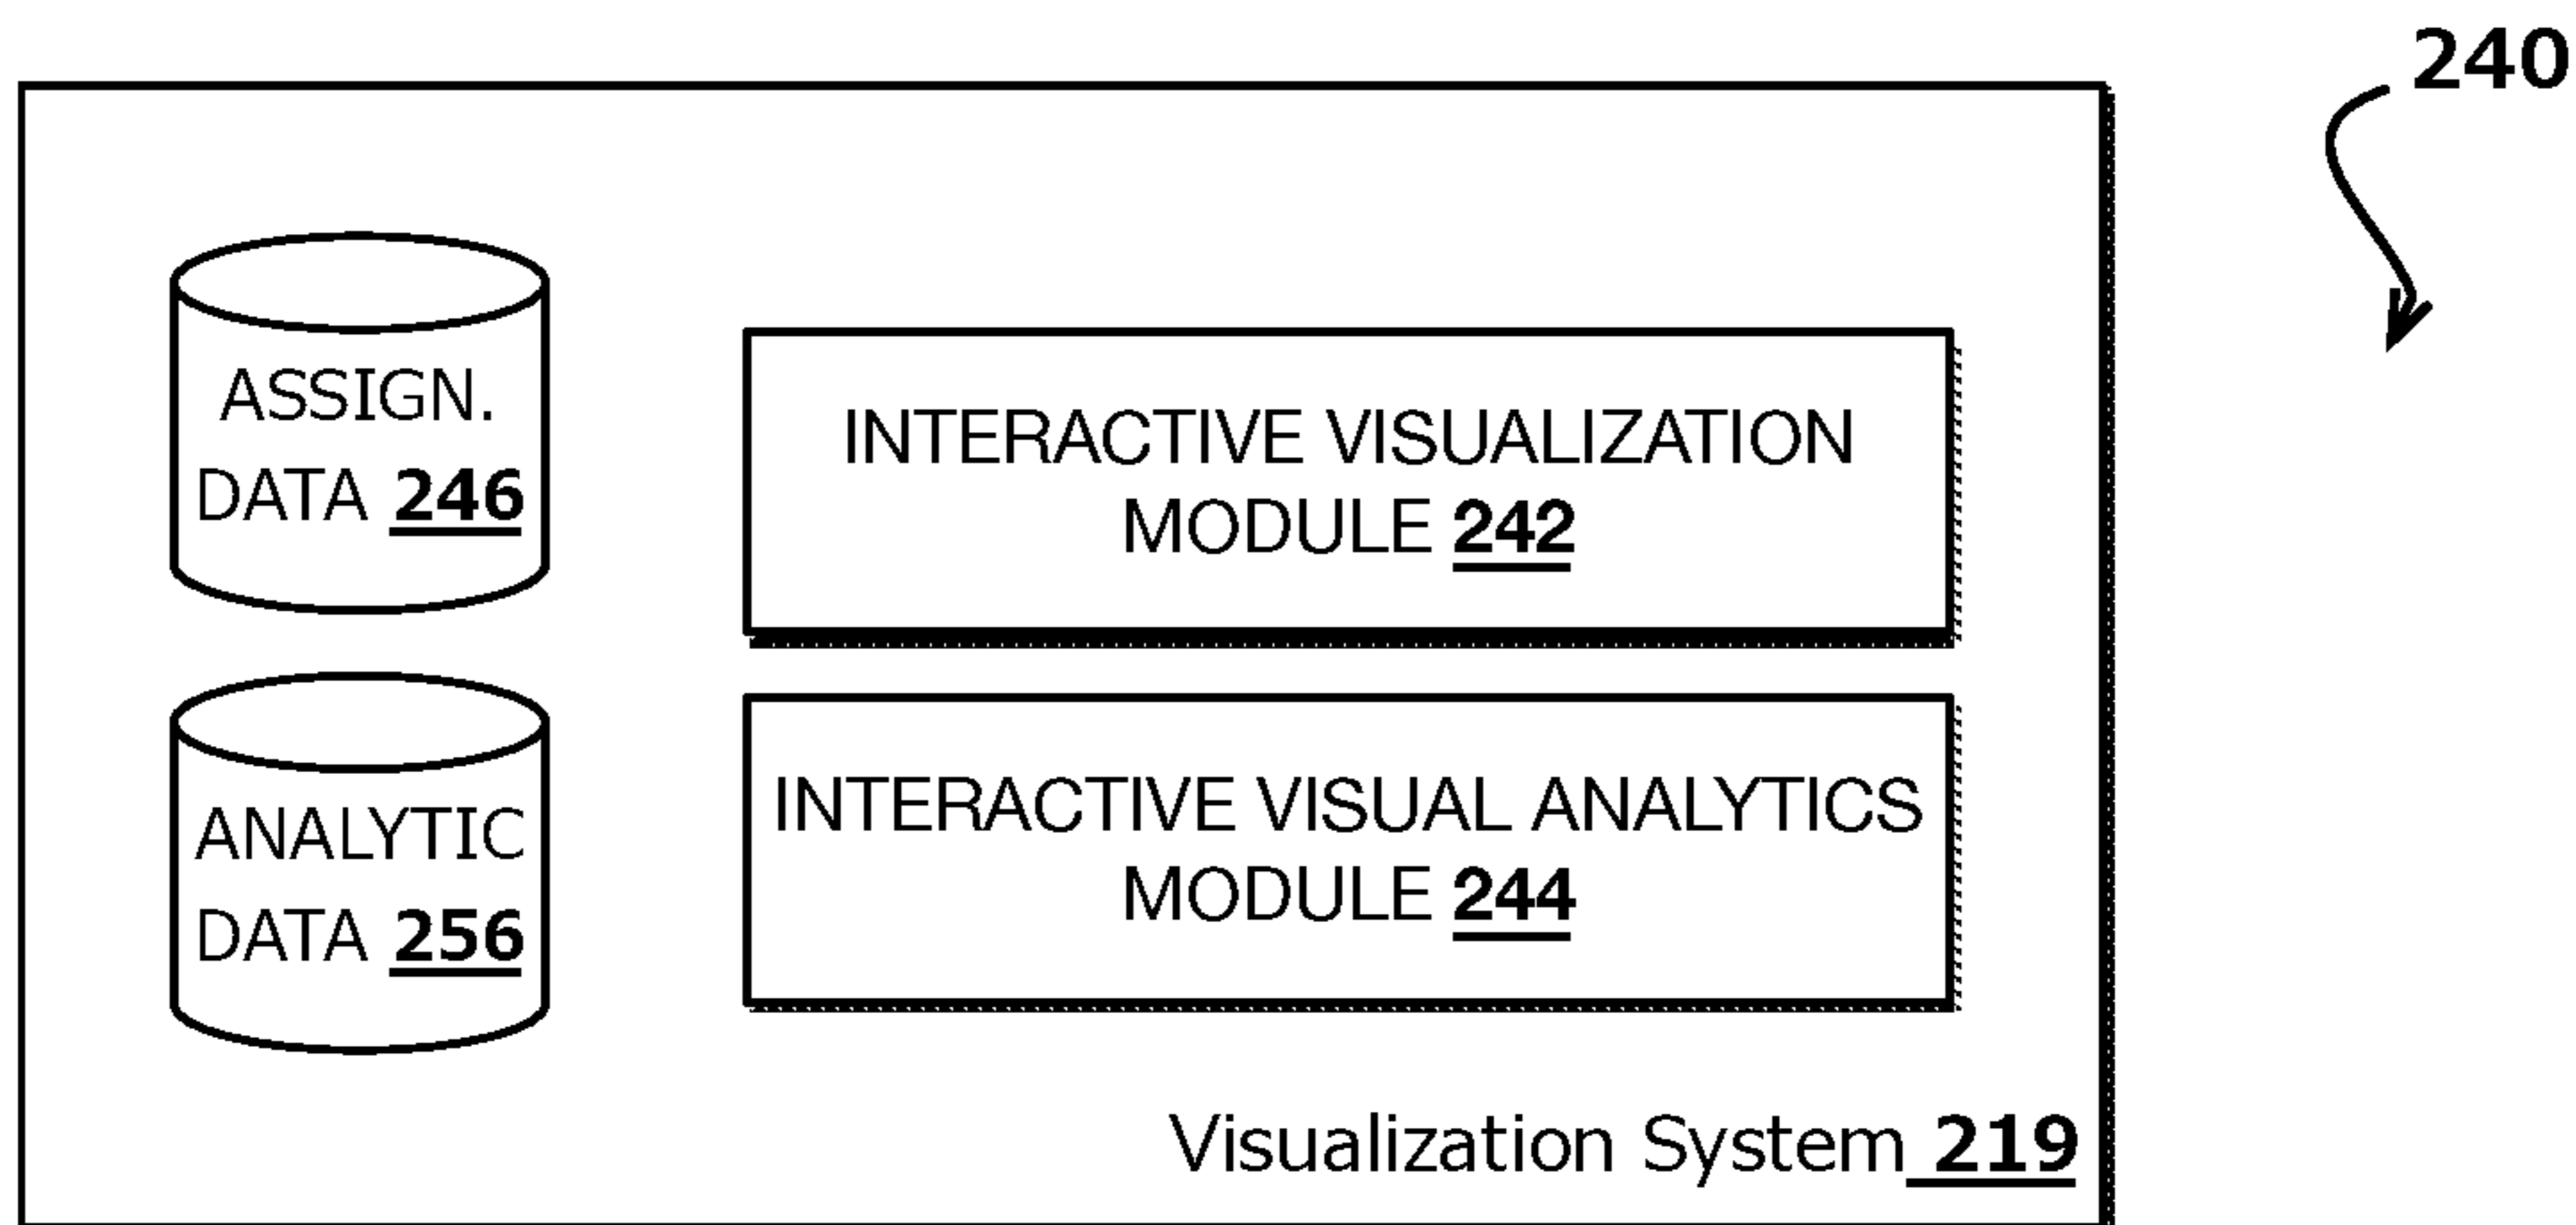 240
ASSIGN.
DATA 246
INTERACTIVE VISUALIZATION
MODULE 242
ANALYTIC
DATA 256
INTERACTIVE VISUAL ANALYTICS
MODULE 244
Visualization System 219